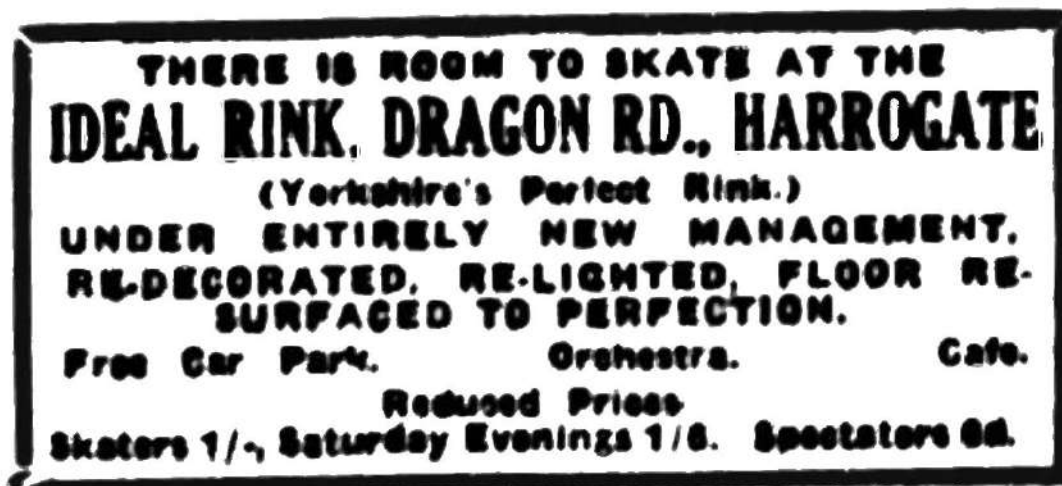 THERE IS ROOM TO SKATE AT THE
IDEAL RINK, DRAGON RD., HARROGATE
(Yorkshire's Perfect Rink.)
UNDER ENTIRELY NEW MANAGEMENT.
RE-DECORATED, RE-LIGHTED, FLOOR RE-
SURFACED TO PERFECTION.
Free Car Park. Orchestra. Cafe.
Reduced Prices
Skaters 1/-, Saturday Evenings 1/6. Spectators 6d.